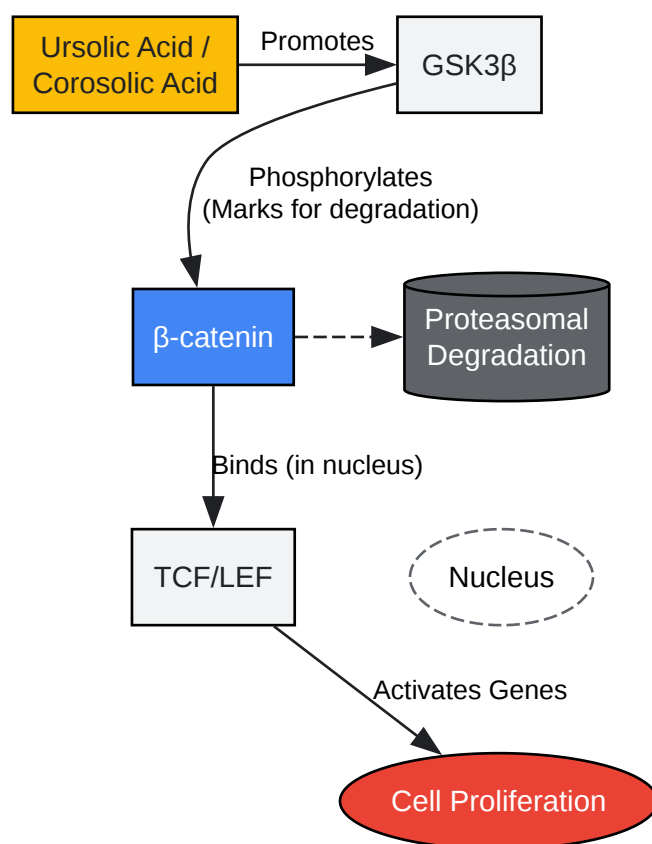 Ursolic Acid /
Corosolic Acid
Promotes
GSK3β
Phosphorylates
(Marks for degradation)
β-catenin
Proteasomal
Degradation
Binds (in nucleus)
TCF/LEF
Nucleus
Activates Genes
Cell Proliferation